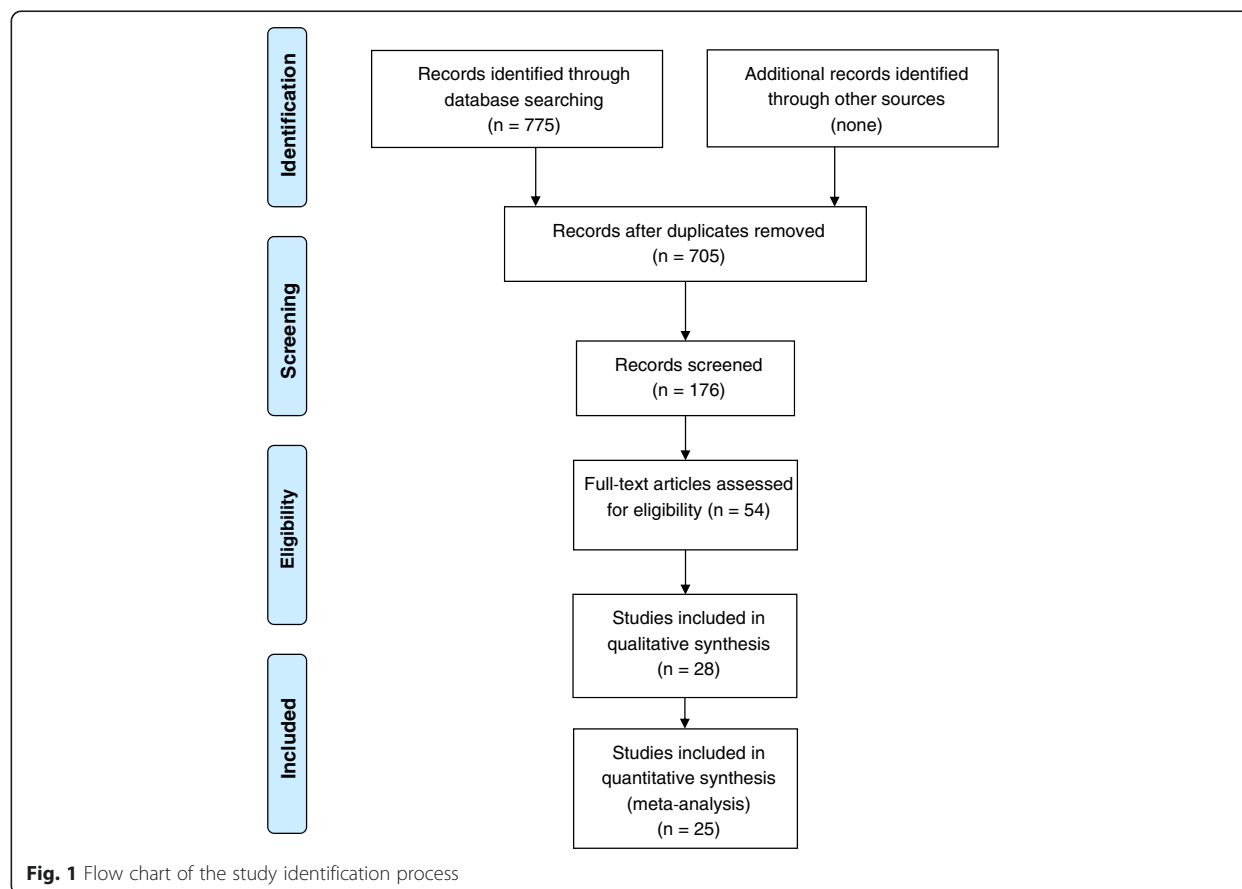 Identification
Records identified through
database searching
(n = 775)
Additional records identified
through other sources
(none)
Records after duplicates removed
(n = 705)
Screening
Records screened
(n = 176)
Eligibility
Full-text articles assessed
for eligibility (n = 54)
Studies included in
qualitative synthesis
(n = 28)
Included
Studies included in
quantitative synthesis
(meta-analysis)
(n = 25)
Fig. 1 Flow chart of the study identification process